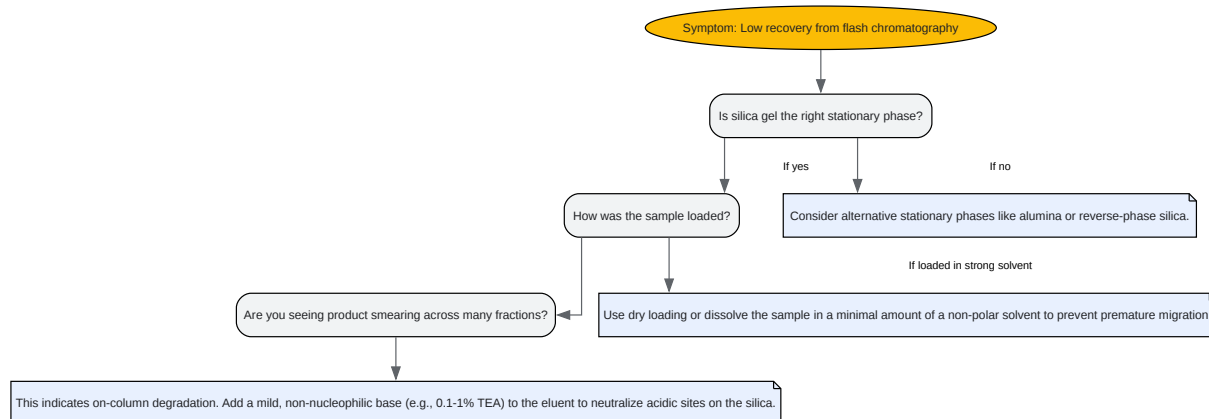 Symptom: Low recovery from flash chromatography
Is silica gel the right stationary phase?
If yes
If no
How was the sample loaded?
Consider alternative stationary phases like alumina or reverse-phase silica.
If loaded in strong solvent
Are you seeing product smearing across many fractions?
Use dry loading or dissolve the sample in a minimal amount of a non-polar solvent to prevent premature migration
This indicates on-column degradation. Add a mild, non-nucleophilic base (e.g., 0.1-1% TEA) to the eluent to neutralize acidic sites on the silica.